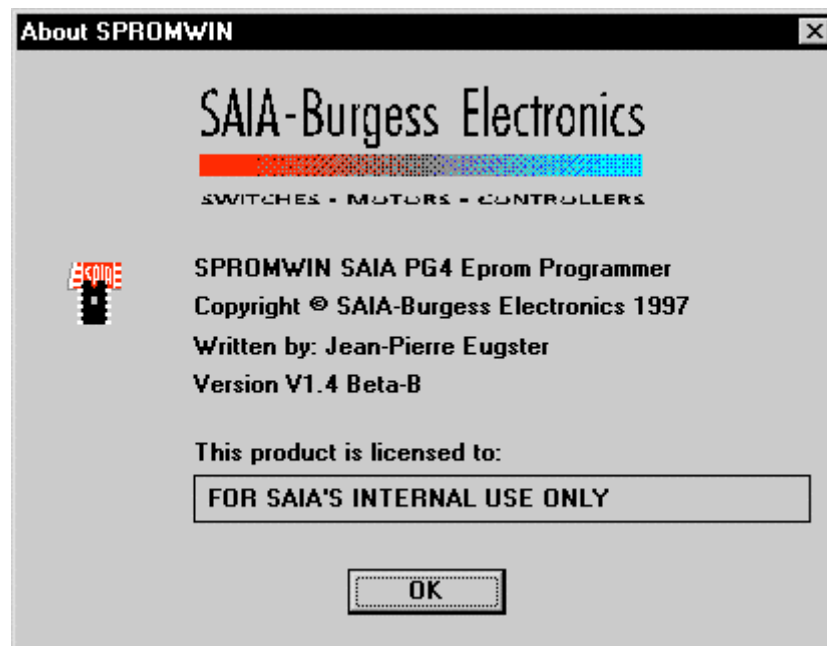 About SPROMWIN
SAIA-Burgess Electronics
SWITCHES - MOTORS - CONTROLLERS
SAIA
SPROMWIN SAIA PG4 Eprom Programmer
Copyright © SAIA-Burgess Electronics 1997
Written by: Jean-Pierre Eugster
Version V1.4 Beta-B
This product is licensed to:
FOR SAIA'S INTERNAL USE ONLY
OK